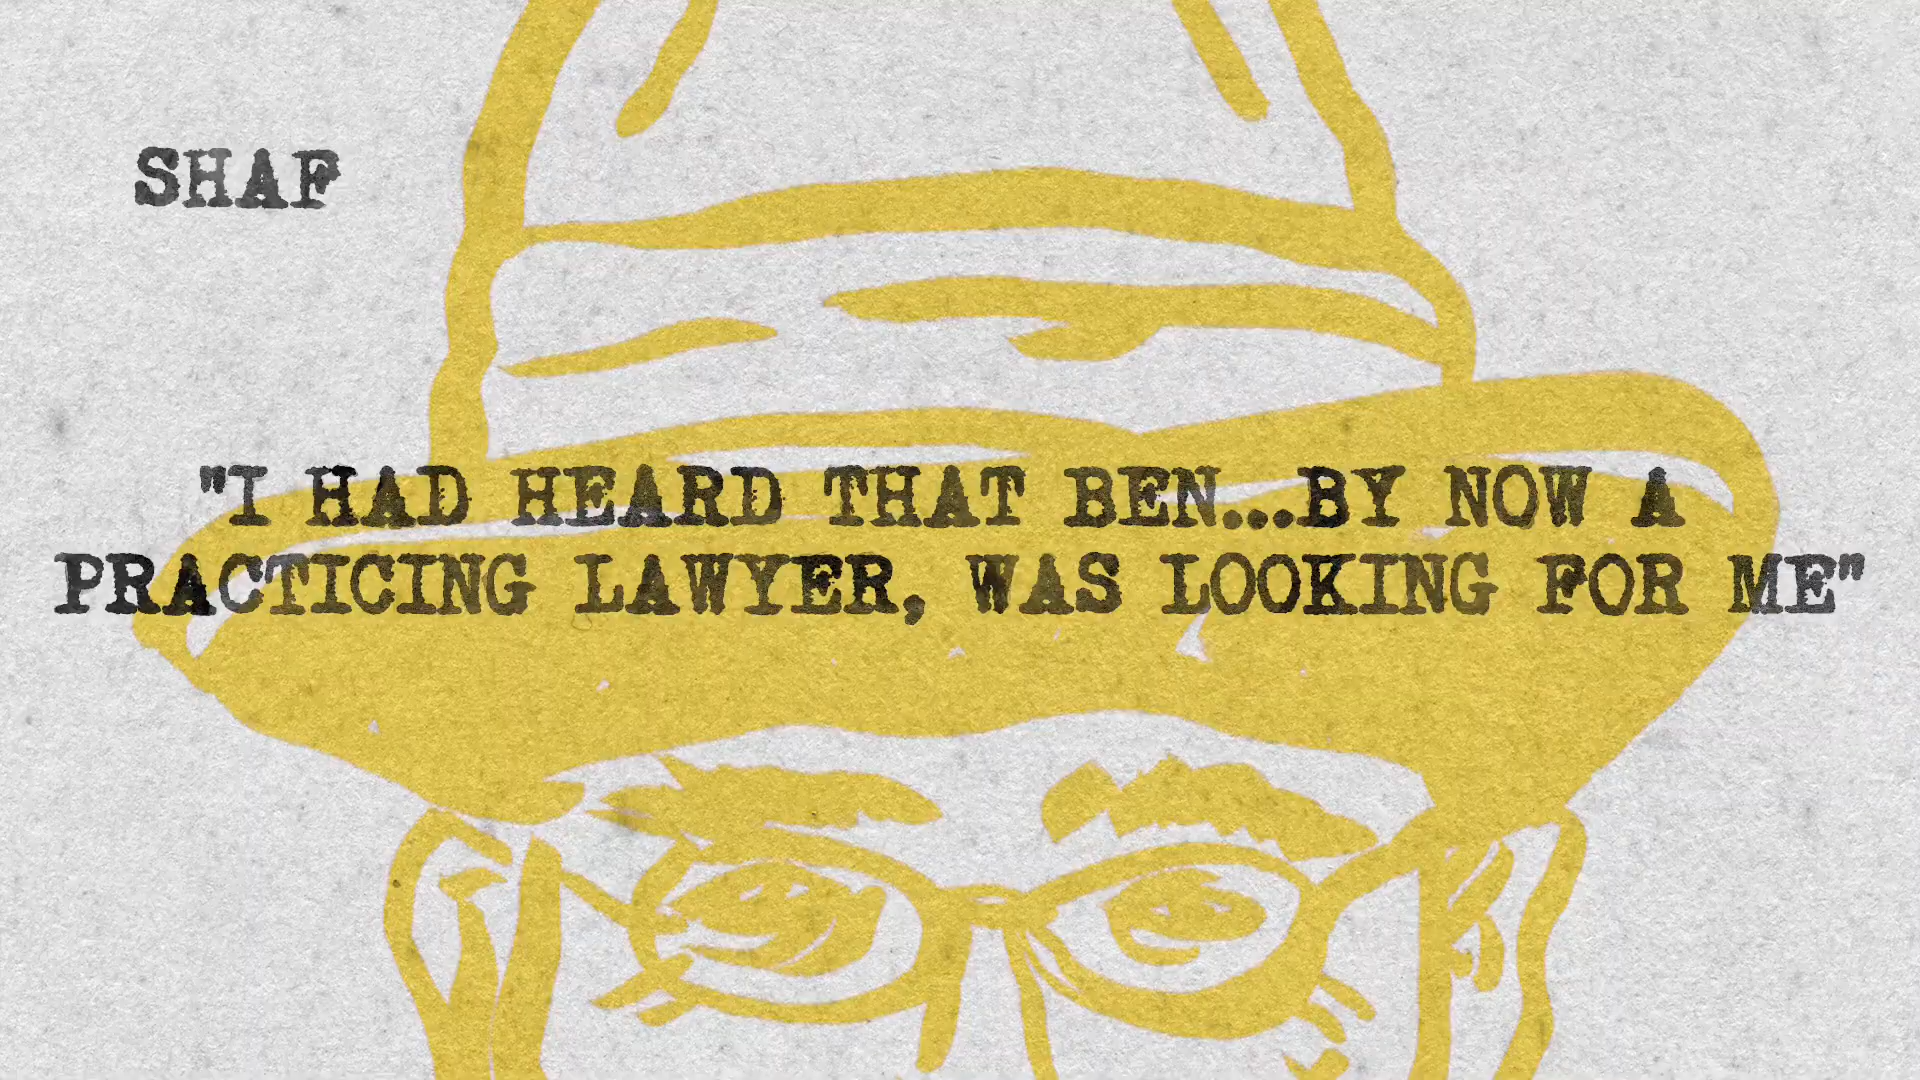 SHAF
"I HAD HEARD THAT BEN...BY NOW A
PRACTICING LAWYER, WAS LOOKING FOR ME"